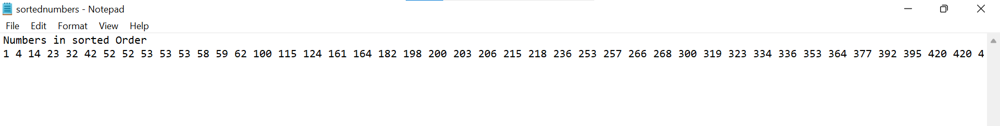 sortednumbers - Notepad
File Edit Format View Help
Numbers in sorted Order
1 4 14 23 32 42 52 52 53 53 53 58 59 62 100 115 124 161 164 182 198 200 203 206 215 218 236 253 257 266 268 300 319 323 334 336 353 364 377 392 395 420 420 4